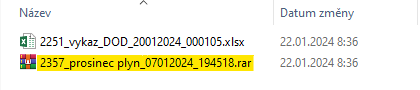 Název Datum změny
2251_vykaz_DOD_20012024_000105.xlsx 22.01.2024 8:36
2357_prosinec plyn_07012024_194518.rar 22.01.2024 8:36